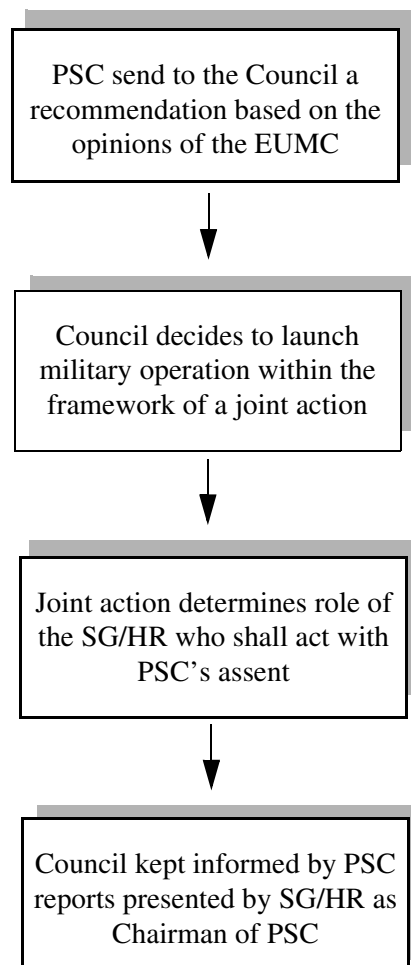 PSC send to the Council a
recommendation based on the
opinions of the EUMC
Council decides to launch
military operation within the
framework of a joint action
Joint action determines role of
the SG/HR who shall act with
PSC’s assent
Council kept informed by PSC
reports presented by SG/HR as
Chairman of PSC